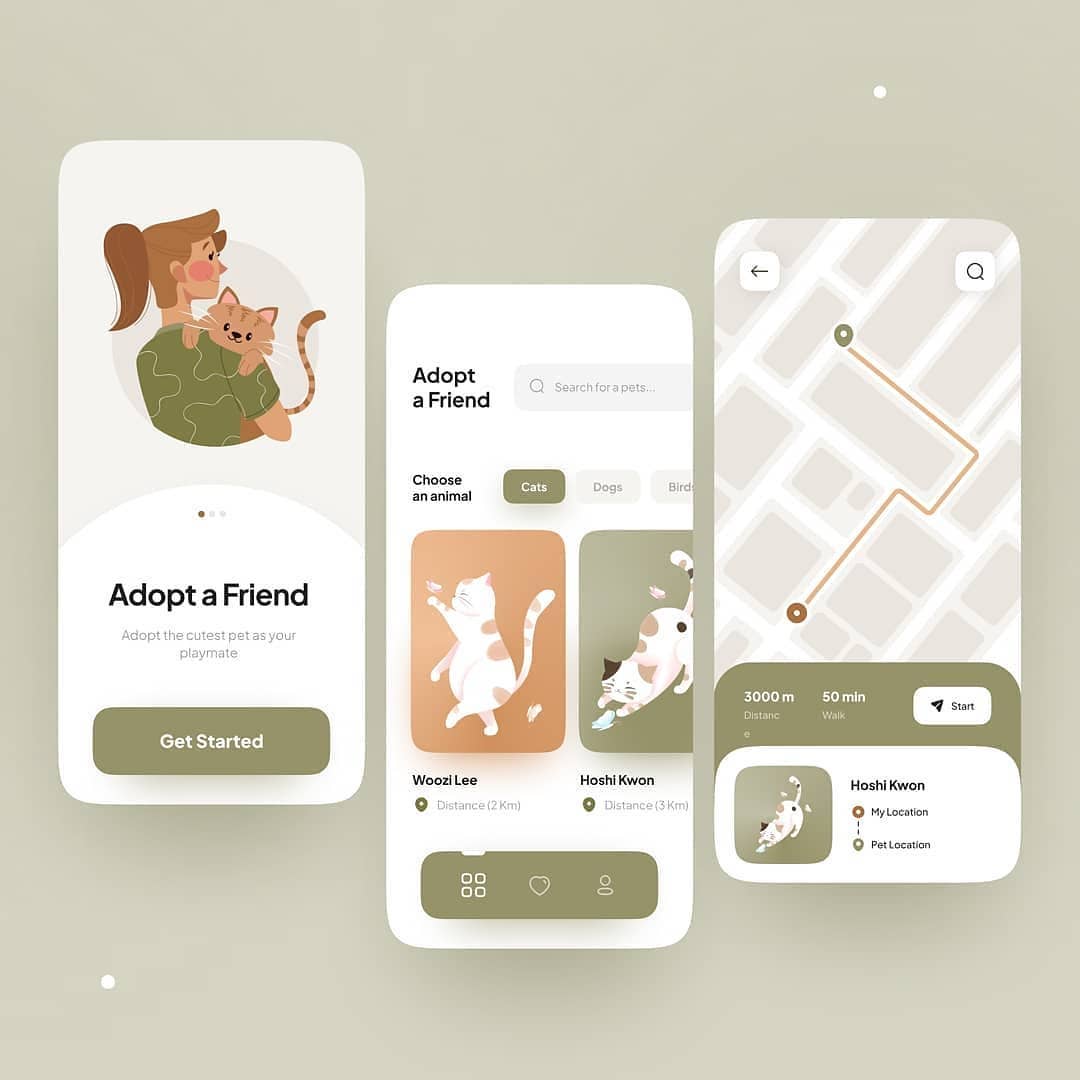 Adopt a Friend
Adopt the cutest pet as your
playmate
Get Started
Adopt
a Friend
Search for a pets...
Choose
an animal
Cats
Dogs
Birds
Woozi Lee
Hoshi Kwon
Distance (2 Km)
Distance (3 Km)
3000 m
50 min
Distanc
e
Walk
Start
Hoshi Kwon
My Location
Pet Location